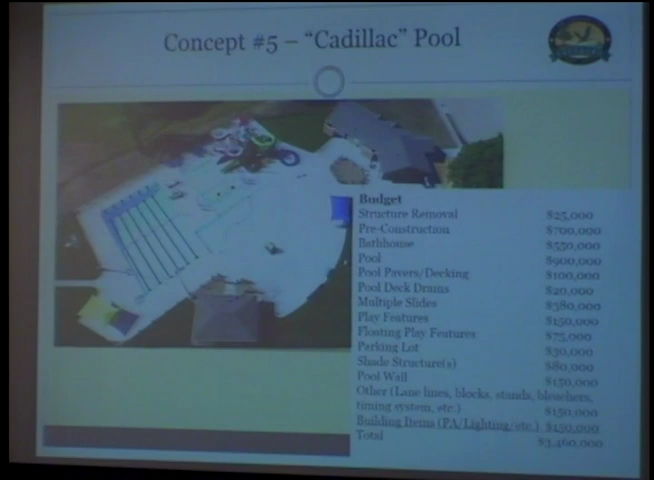 Concept #5 – “Cadillac” Pool
Budget
Structure Removal $25,000
Pre-Construction $700,000
Bathhouse $550,000
Pool $900,000
Pool Pavers/Decking $100,000
Pool Deck Drains $20,000
Multiple Slides $380,000
Play Features $150,000
Floating Play Features $75,000
Parking Lot $30,000
Shade Structure(s) $80,000
Pool Wall $150,000
Other (Lane lines, blocks, stands, bleachers,
timing system, etc.) $150,000
Building Items (PA/Lighting/etc.) $150,000
Total $3,460,000